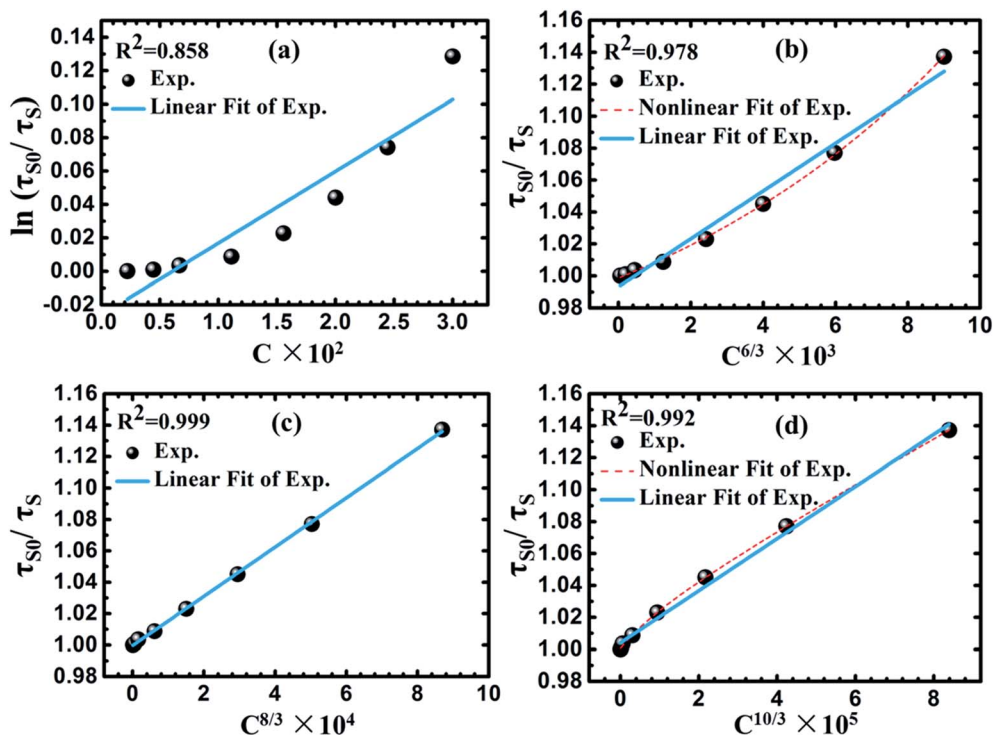 0.14
0.12
0.10
0.08
0.06
0.04
0.02
0.00
-0.02
ln (τS0/ τS)
R2=0.858
(a)
Exp.
Linear Fit of Exp.
0.0 0.5 1.0 1.5 2.0 2.5 3.0
C ×10²
1.16
1.14
1.12
1.10
1.08
1.06
1.04
1.02
1.00
0.98
τS0/ τS
R2=0.978
(b)
Exp.
Nonlinear Fit of Exp.
Linear Fit of Exp.
0 2 4 6 8 10
C6/3 ×10³
1.16
1.14
1.12
1.10
1.08
1.06
1.04
1.02
1.00
0.98
τS0/ τS
R2=0.999
(c)
Exp.
Linear Fit of Exp.
0 2 4 6 8 10
C8/3 ×10⁴
1.16
1.14
1.12
1.10
1.08
1.06
1.04
1.02
1.00
0.98
τS0/ τS
R2=0.992
(d)
Exp.
Nonlinear Fit of Exp.
Linear Fit of Exp.
0 2 4 6 8
C10/3 ×10⁵